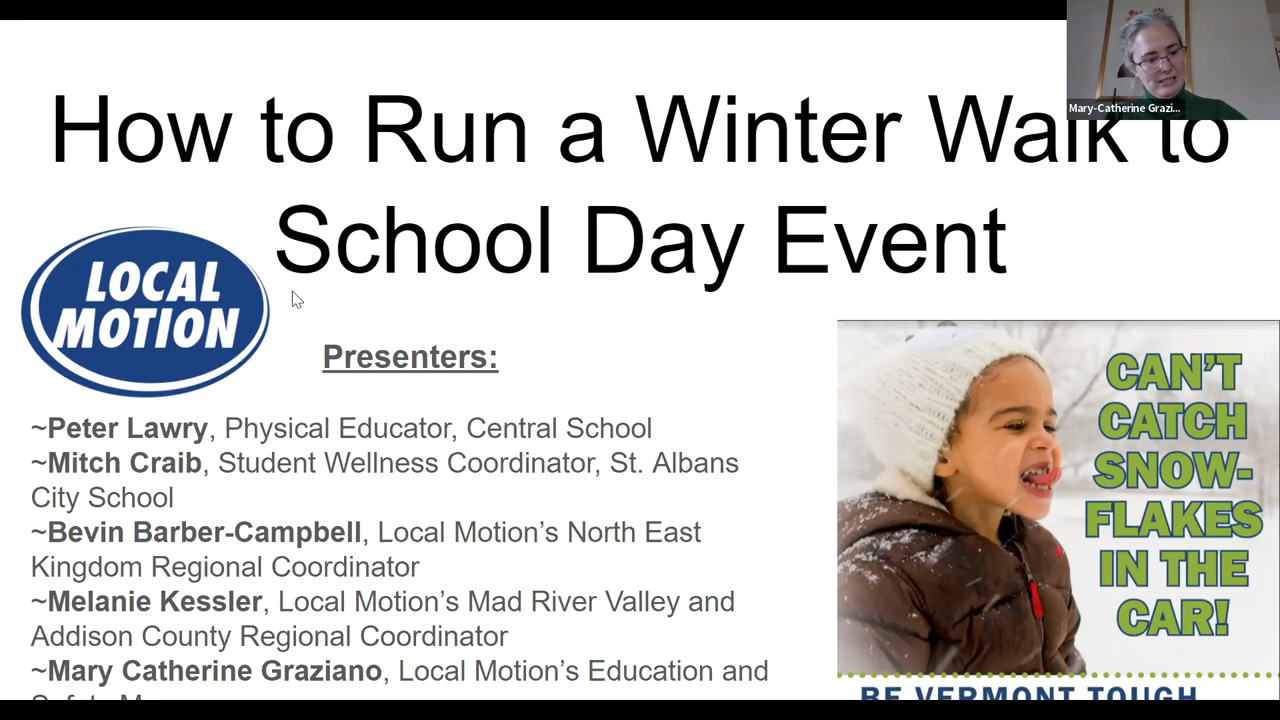 Mary-Catherine Grazi...
How to Run a Winter Walk to
School Day Event
LOCAL
MOTION
Presenters:
~Peter Lawry, Physical Educator, Central School
~Mitch Craib, Student Wellness Coordinator, St. Albans
City School
~Bevin Barber-Campbell, Local Motion’s North East
Kingdom Regional Coordinator
~Melanie Kessler, Local Motion’s Mad River Valley and
Addison County Regional Coordinator
~Mary Catherine Graziano, Local Motion’s Education and
CAN’T
CATCH
SNOW-
FLAKES
IN THE
CAR!
BE VERMONT TOUGH